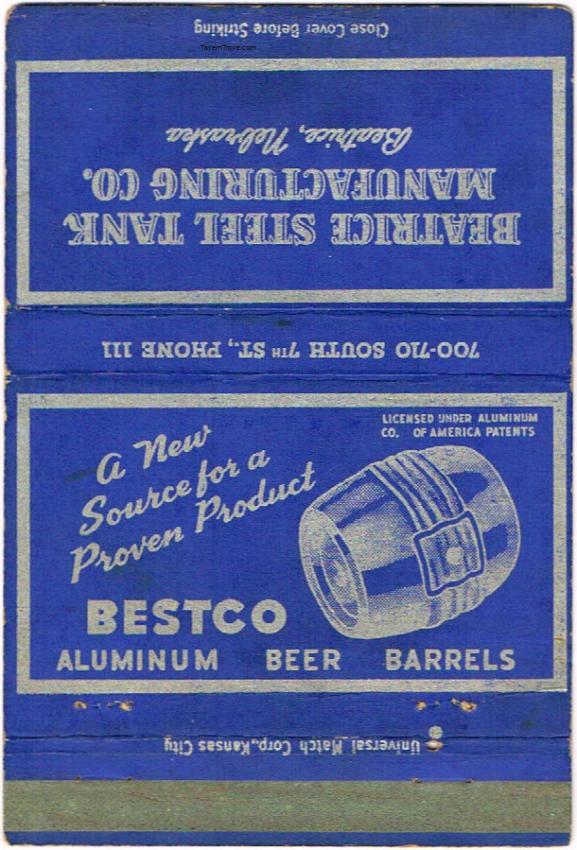 Close Cover Before Striking
TavernTrove.com
BEATRICE STEEL TANK
MANUFACTURING CO.
Beatrice, Nebraska
700-710 SOUTH 7TH ST., PHONE 111
LICENSED UNDER ALUMINUM
CO. OF AMERICA PATENTS
A New
Source for a
Proven Product
BESTCO
ALUMINUM BEER BARRELS
Universal Match Corp., Kansas City